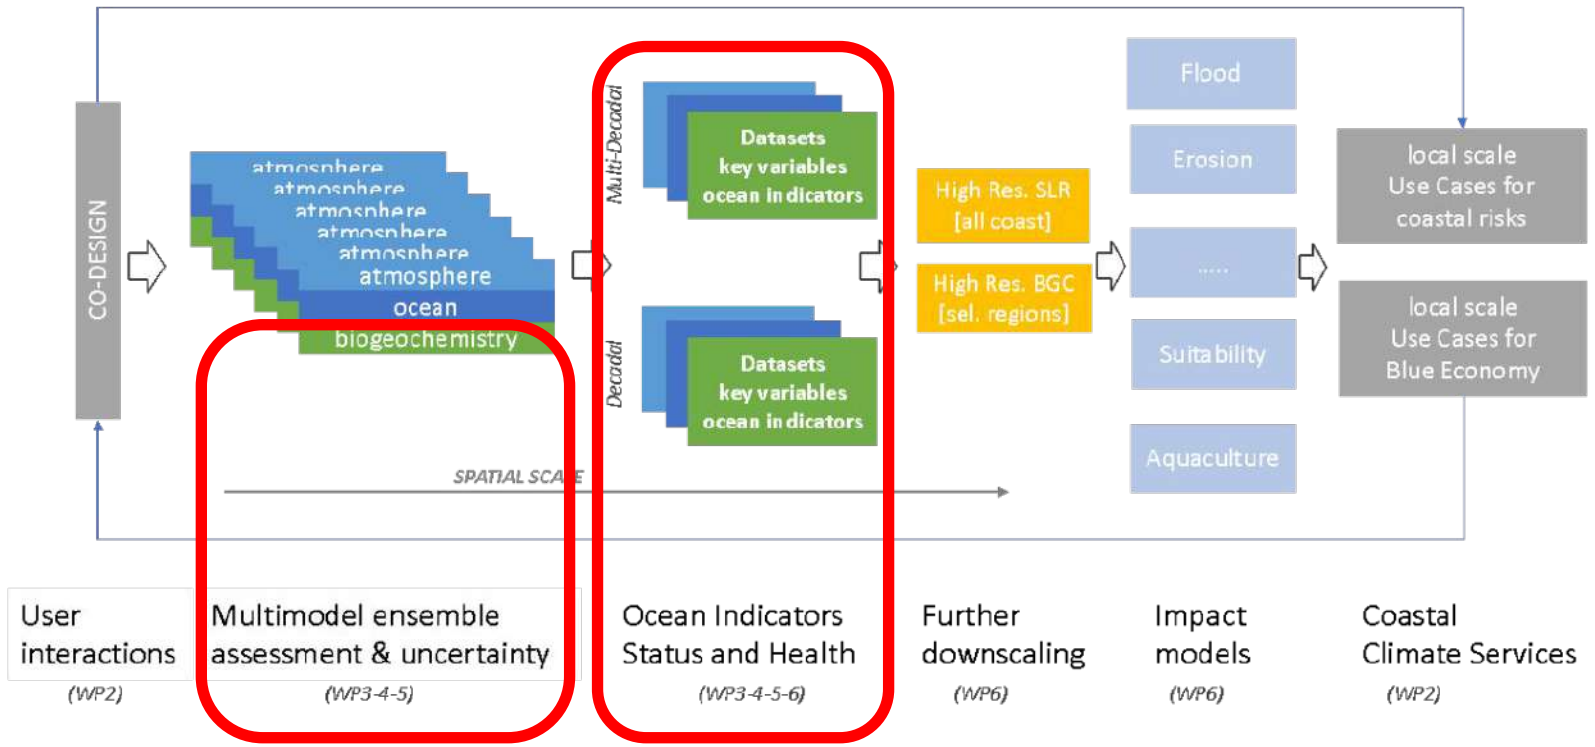 CO-DESIGN
atmosphere
atmosphere
atmosphere
atmosphere
atmosphere
atmosphere
ocean
biogeochemistry
Multi-Decadal
Datasets
key variables
ocean indicators
Decadal
Datasets
key variables
ocean indicators
SPATIAL SCALE
High Res. SLR
[all coast]
High Res. BGC
[sel. regions]
Flood
Erosion
.....
Suitability
Aquaculture
local scale
Use Cases for
coastal risks
local scale
Use Cases for
Blue Economy
User
interactions
(WP2)
Multimodel ensemble
assessment & uncertainty
(WP3-4-5)
Ocean Indicators
Status and Health
(WP3-4-5-6)
Further
downscaling
(WP6)
Impact
models
(WP6)
Coastal
Climate Services
(WP2)